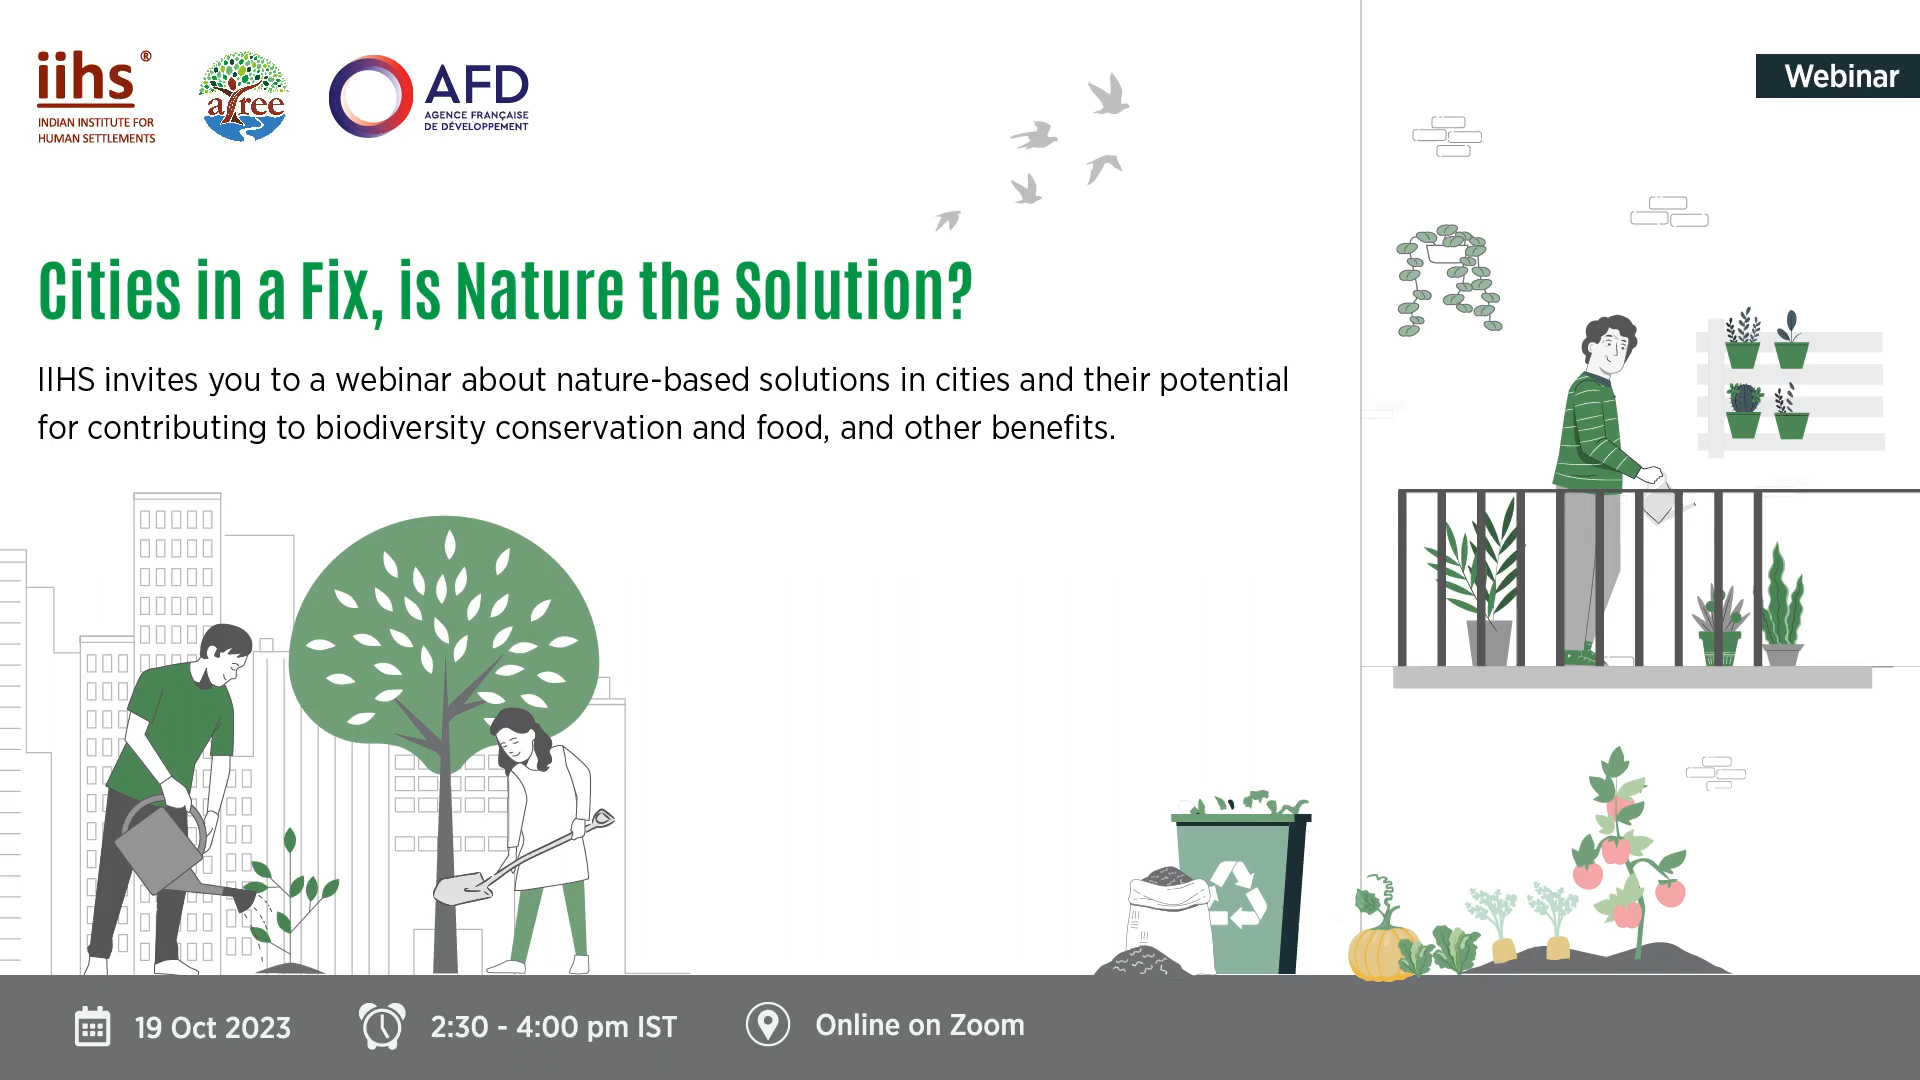 iihs®
INDIAN INSTITUTE FOR
HUMAN SETTLEMENTS
atree
AFD
AGENCE FRANÇAISE
DE DÉVELOPPEMENT
Webinar
Cities in a Fix, is Nature the Solution?
IIHS invites you to a webinar about nature-based solutions in cities and their potential
for contributing to biodiversity conservation and food, and other benefits.
19 Oct 2023
2:30 - 4:00 pm IST
Online on Zoom